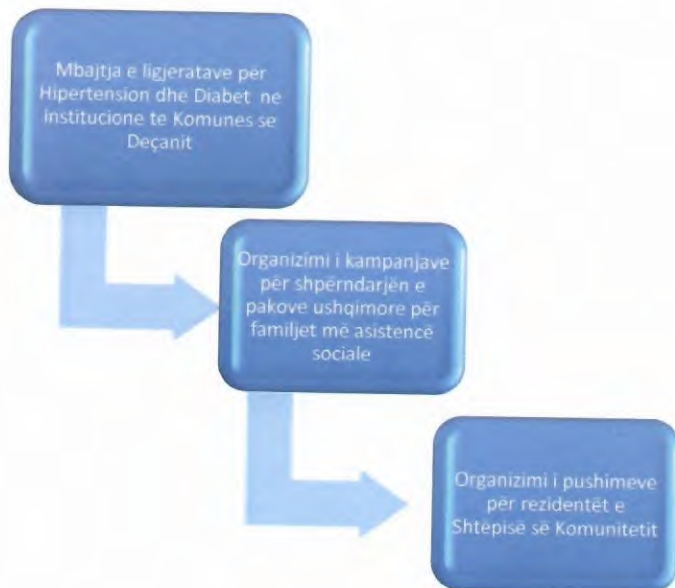 Mbajtja e ligjeratave për
Hipertension dhe Diabet ne
institucione te Komunes se
Deçanit
Organizimi i kampanjave
për shpërndarjen e
pakove ushqimore për
familjet më asistencë
sociale
Organizimi i pushimeve
për rezidentët e
Shtëpisë së Komunitetit